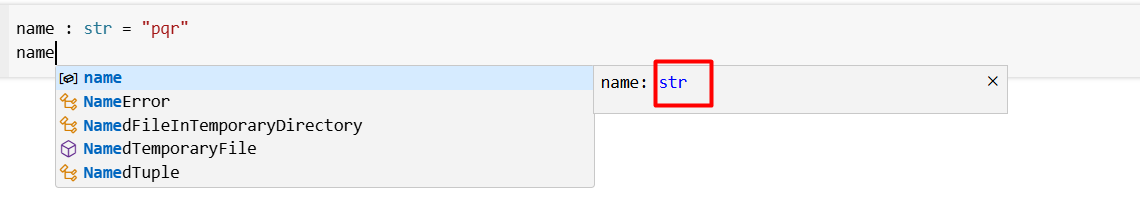 name : str = "pqr"
name
name
NameError
NamedFileInTemporaryDirectory
NamedTemporaryFile
NamedTuple
name: str